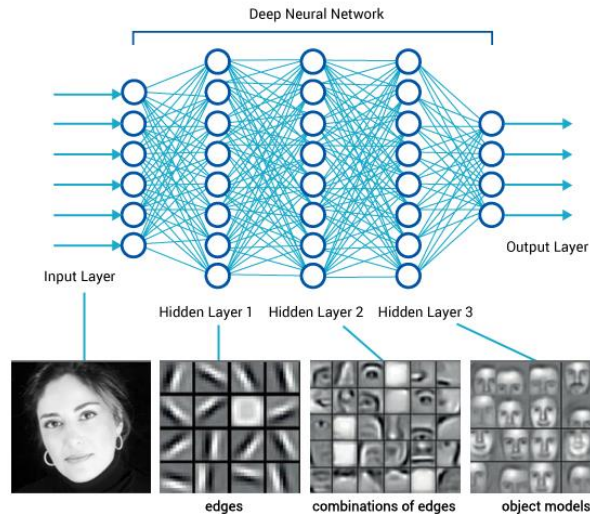 Deep Neural Network
Input Layer
Output Layer
Hidden Layer 1
Hidden Layer 2
Hidden Layer 3
edges
combinations of edges
object models